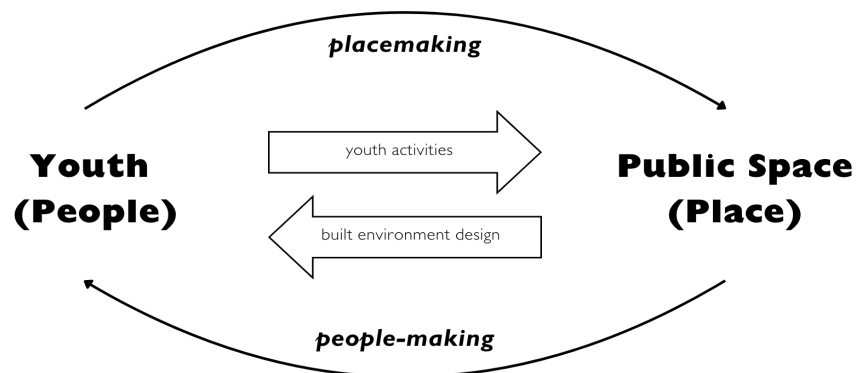 placemaking
youth activities
Youth
(People)
Public Space
(Place)
built environment design
people-making